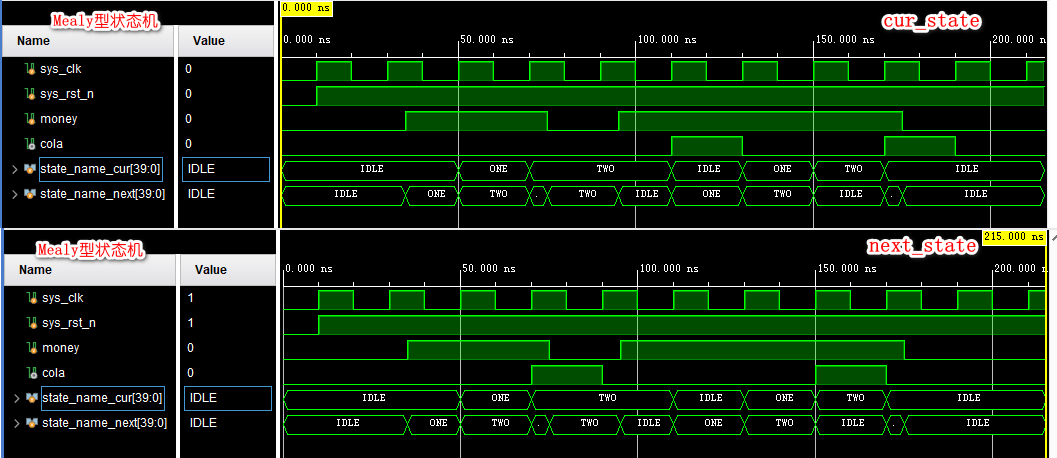 Mealy型状态机
cur_state
0.000 ns
Name Value
0.000 ns 50.000 ns 100.000 ns 150.000 ns 200.00
sys_clk 0
sys_rst_n 0
money 0
cola 0
state_name_cur[39:0] IDLE IDLE ONE TWO IDLE ONE TWO IDLE
state_name_next[39:0] IDLE IDLE ONE TWO . TWO IDLE ONE TWO IDLE . IDLE
Mealy型状态机
next_state
215.000 ns
Name Value
0.000 ns 50.000 ns 100.000 ns 150.000 ns 200.00
sys_clk 1
sys_rst_n 1
money 0
cola 0
state_name_cur[39:0] IDLE IDLE ONE TWO IDLE ONE TWO IDLE
state_name_next[39:0] IDLE IDLE ONE TWO . TWO IDLE ONE TWO IDLE . IDLE